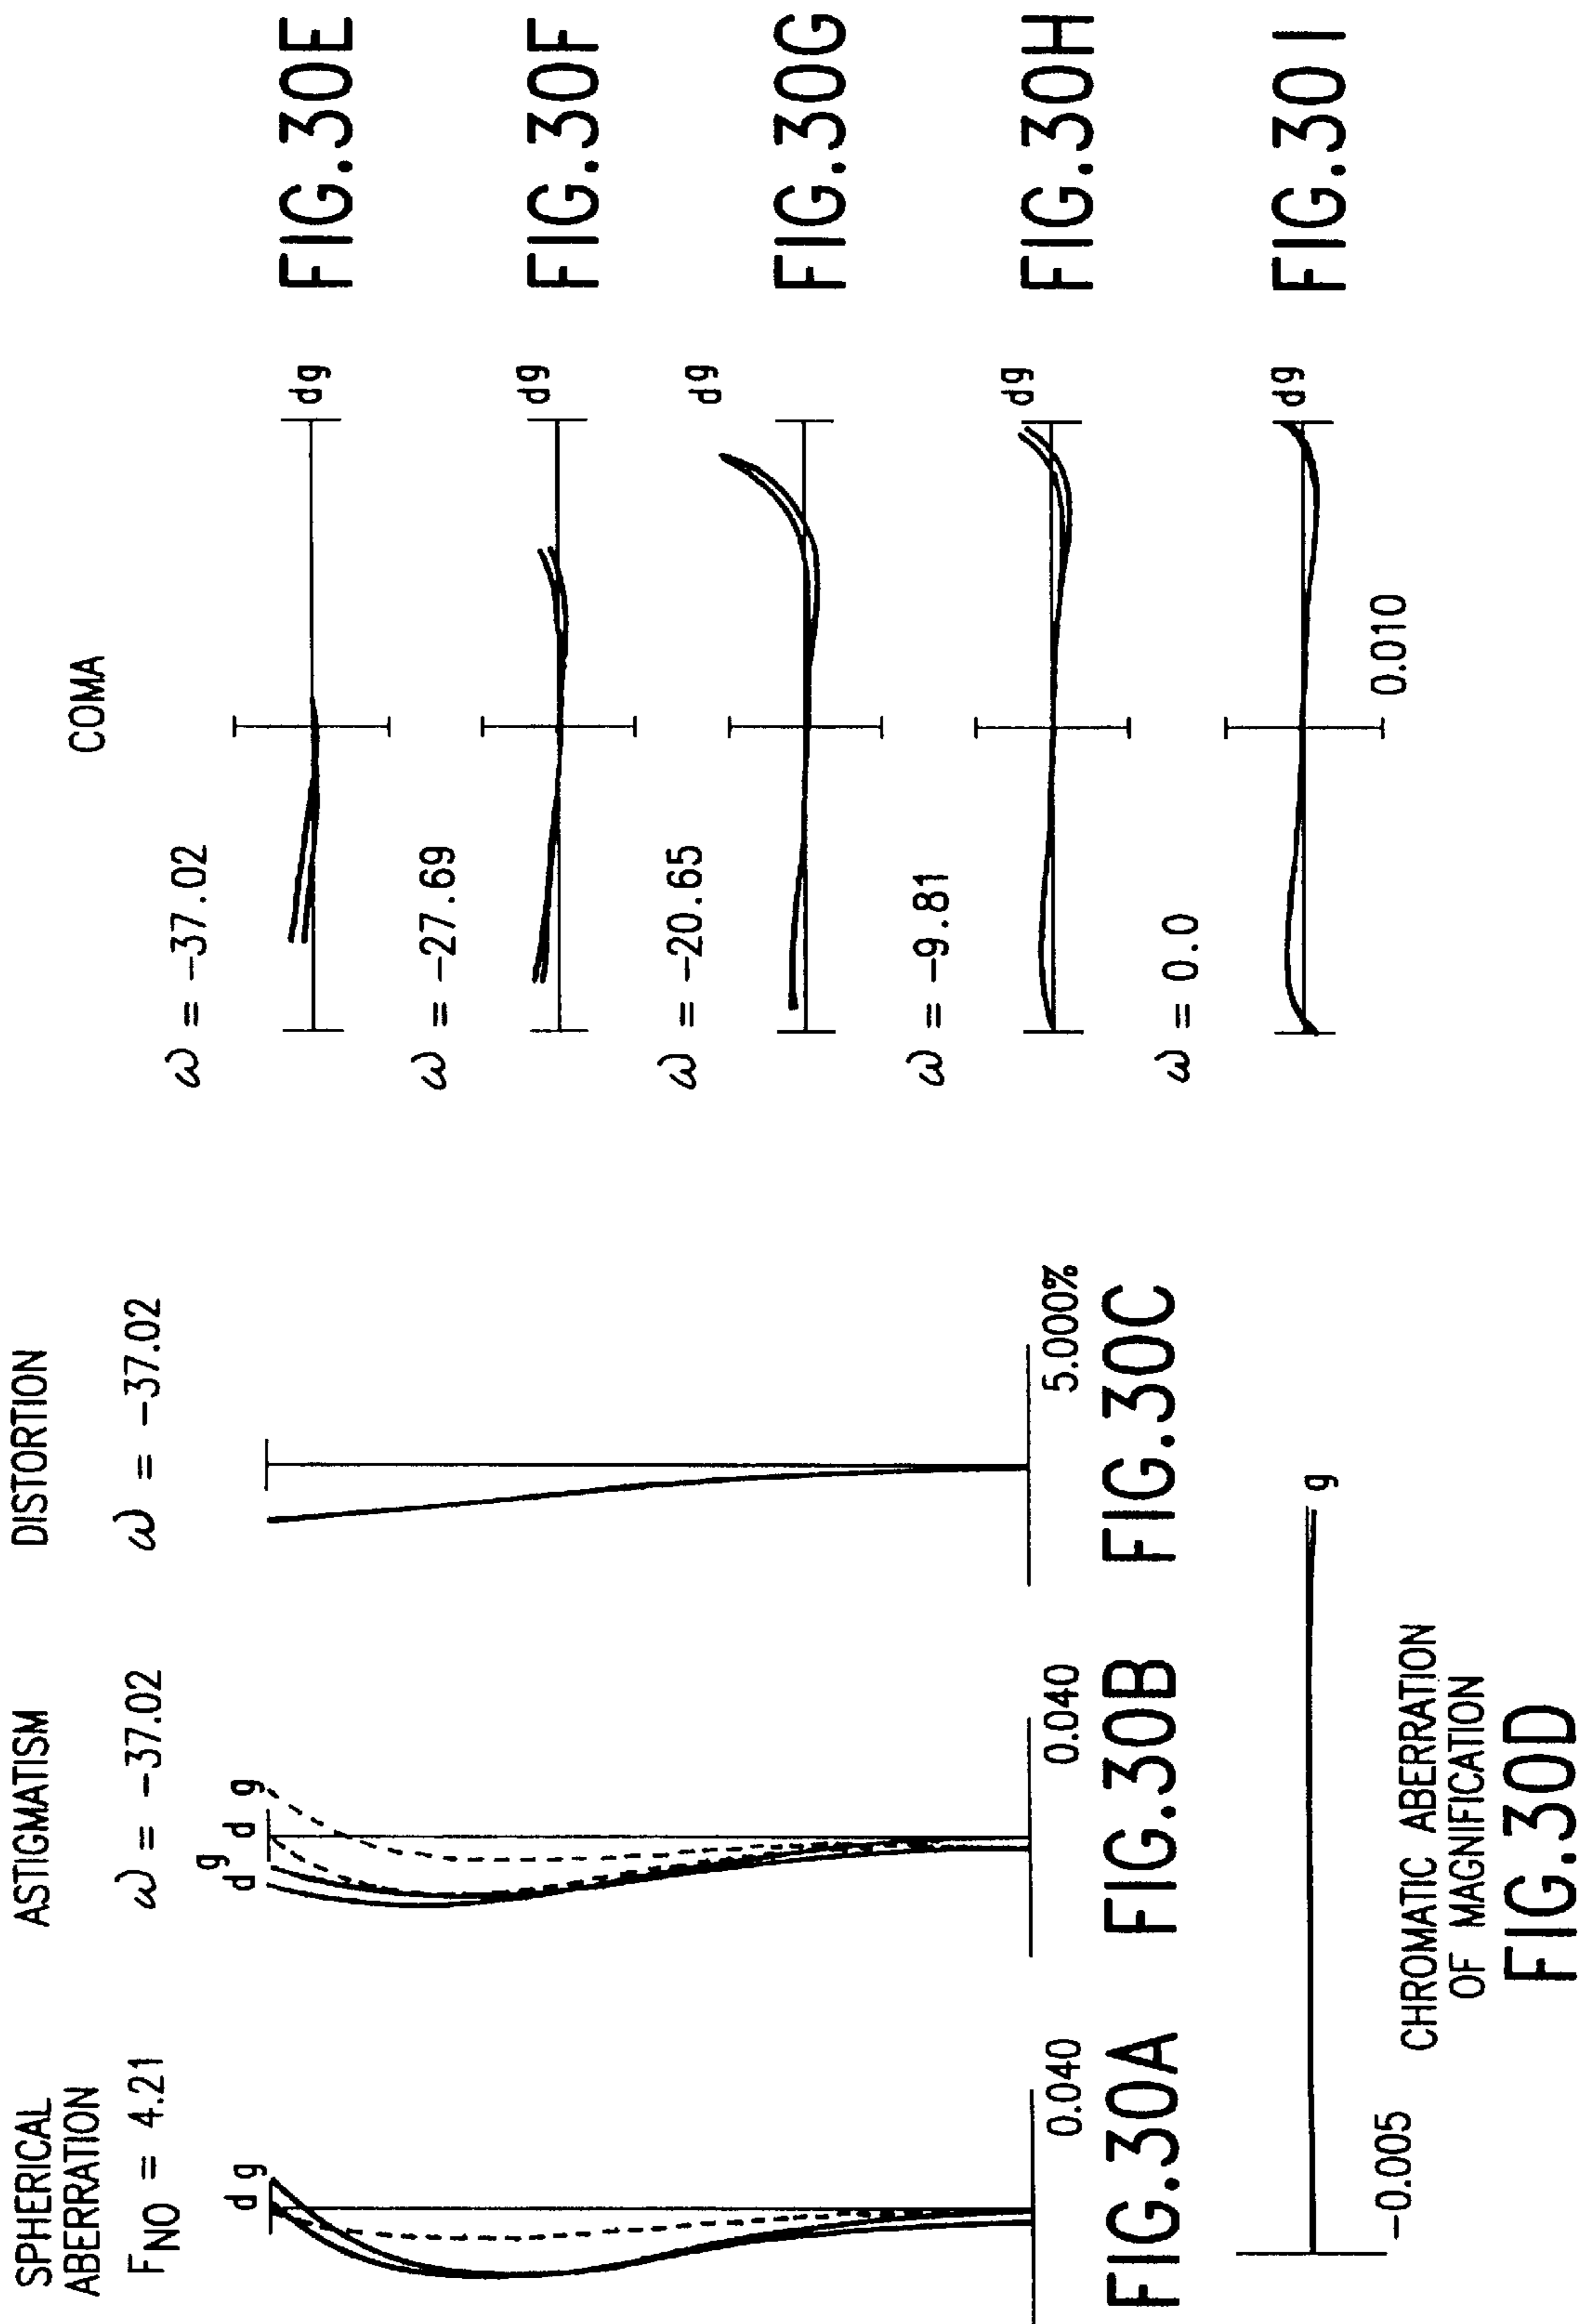 SPHERICAL
ABERRATION
F NO = 4.21
d g
0.040
FIG.30A
ASTIGMATISM
ω = -37.02
d g d g
0.040
FIG.30B
DISTORTION
ω = -37.02
5.000%
FIG.30C
g
-0.005
CHROMATIC ABERRATION
OF MAGNIFICATION
FIG.30D
COMA
ω = -37.02
dg
FIG.30E
ω = -27.69
dg
FIG.30F
ω = -20.65
dg
FIG.30G
ω = -9.81
dg
FIG.30H
ω = 0.0
dg
0.010
FIG.30I